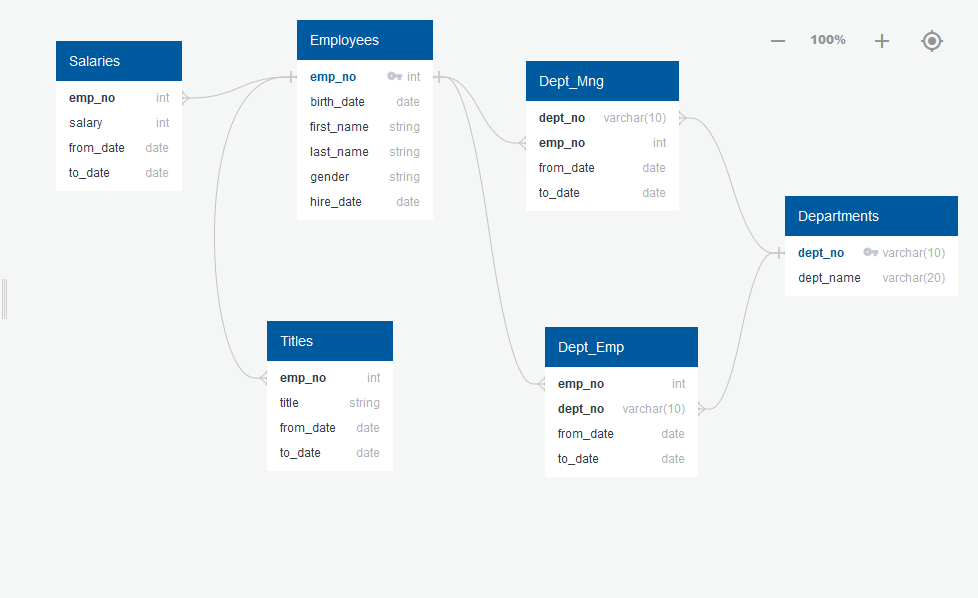 100%
Salaries
emp_no int
salary int
from_date date
to_date date
Employees
emp_no int
birth_date date
first_name string
last_name string
gender string
hire_date date
Dept_Mng
dept_no varchar(10)
emp_no int
from_date date
to_date date
Departments
dept_no varchar(10)
dept_name varchar(20)
Titles
emp_no int
title string
from_date date
to_date date
Dept_Emp
emp_no int
dept_no varchar(10)
from_date date
to_date date